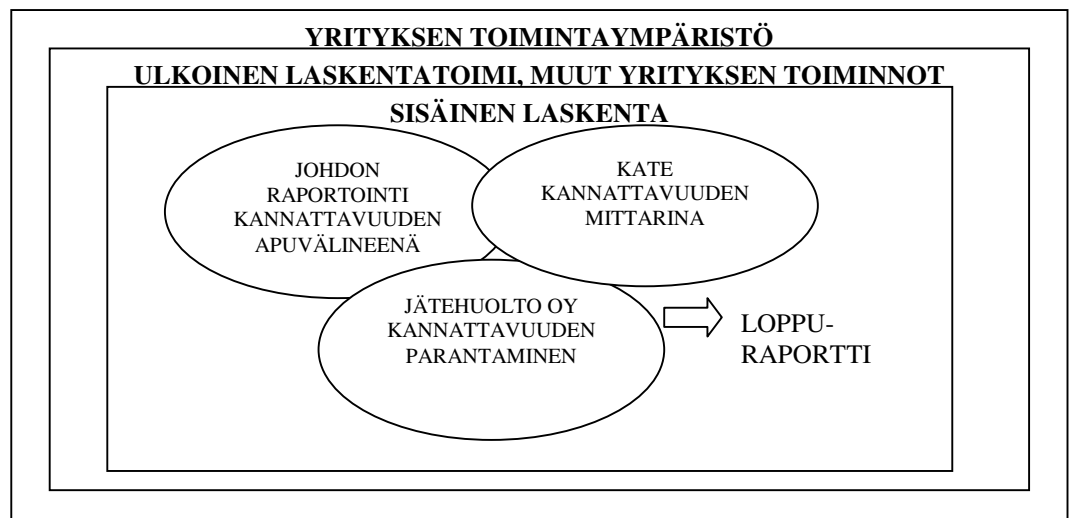 YRITYKSEN TOIMINTAYMPÄRISTÖ
ULKOINEN LASKENTATOIMI, MUUT YRITYKSEN TOIMINNOT
SISÄINEN LASKENTA
JOHDON
RAPORTOINTI
KANNATTAVUUDEN
APUVÄLINEENÄ
KATE
KANNATTAVUUDEN
MITTARINA
JÄTEHUOLTO OY
KANNATTAVUUDEN
PARANTAMINEN
LOPPU-
RAPORTTI